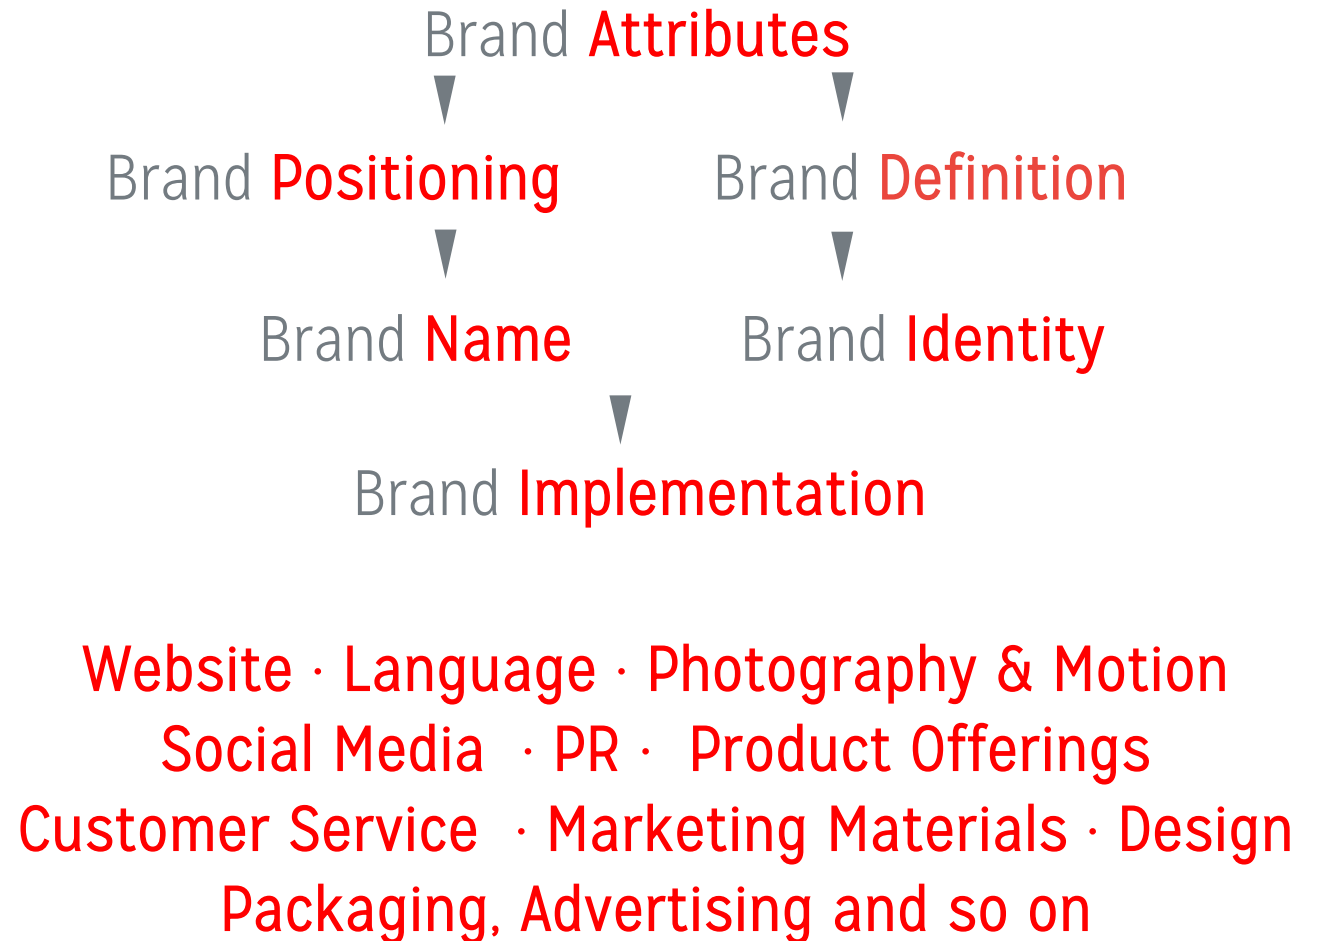 Brand Attributes
Brand Positioning
Brand Definition
Brand Name
Brand Identity
Brand Implementation
Website · Language · Photography & Motion
Social Media · PR · Product Offerings
Customer Service · Marketing Materials · Design
Packaging, Advertising and so on